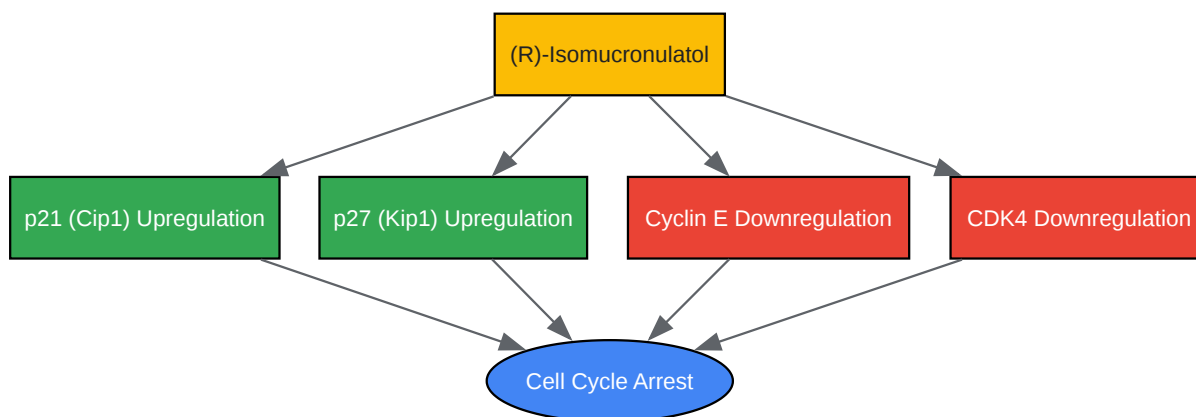 (R)-Isomucronulatol
p21 (Cip1) Upregulation
p27 (Kip1) Upregulation
Cyclin E Downregulation
CDK4 Downregulation
Cell Cycle Arrest